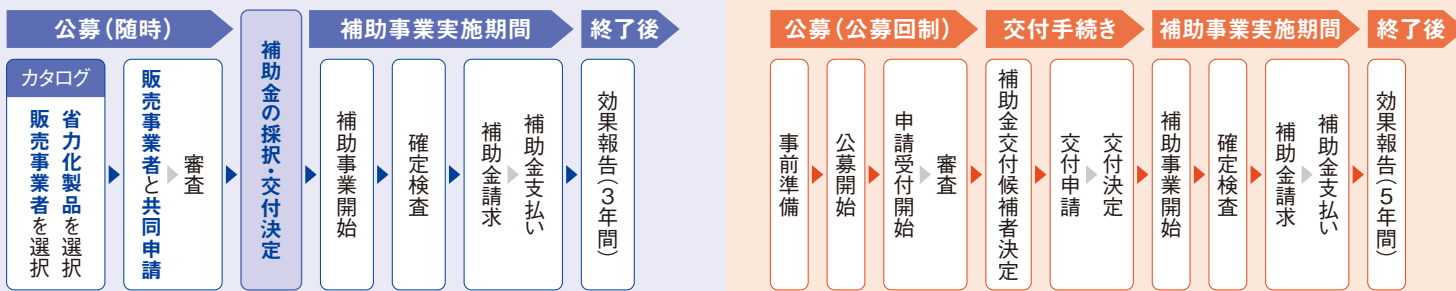 公募（随時）
補助事業実施期間
終了後
カタログ
省力化製品を選択
販売事業者を選択
販売事業者と共同申請
審査
補助金の採択・交付決定
補助事業開始
確定検査
補助金請求
補助金支払い
効果報告（3年間）
公募（公募回制）
交付手続き
補助事業実施期間
終了後
事前準備
公募開始
申請受付開始
審査
補助金交付候補者決定
交付申請
交付決定
補助事業開始
確定検査
補助金請求
補助金支払い
効果報告（5年間）